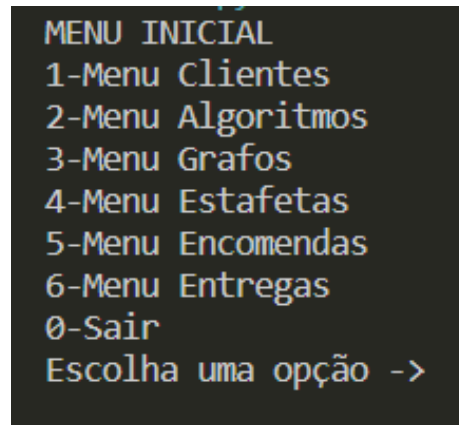 MENU INICIAL
1-Menu Clientes
2-Menu Algoritmos
3-Menu Grafos
4-Menu Estafetas
5-Menu Encomendas
6-Menu Entregas
0-Sair
Escolha uma opção ->